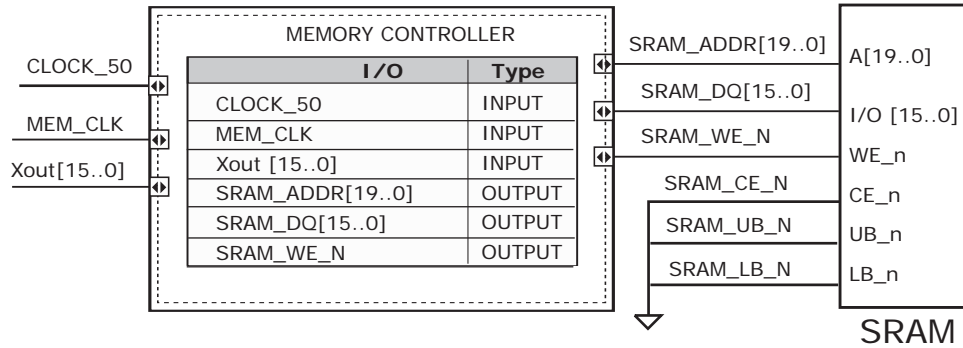 MEMORY CONTROLLER
I/O Type
CLOCK_50 INPUT
MEM_CLK INPUT
Xout [15..0] INPUT
SRAM_ADDR[19..0] OUTPUT
SRAM_DQ[15..0] OUTPUT
SRAM_WE_N OUTPUT
CLOCK_50
MEM_CLK
Xout[15..0]
SRAM_ADDR[19..0]
SRAM_DQ[15..0]
SRAM_WE_N
SRAM_CE_N
SRAM_UB_N
SRAM_LB_N
A[19..0]
I/O [15..0]
WE_n
CE_n
UB_n
LB_n
SRAM